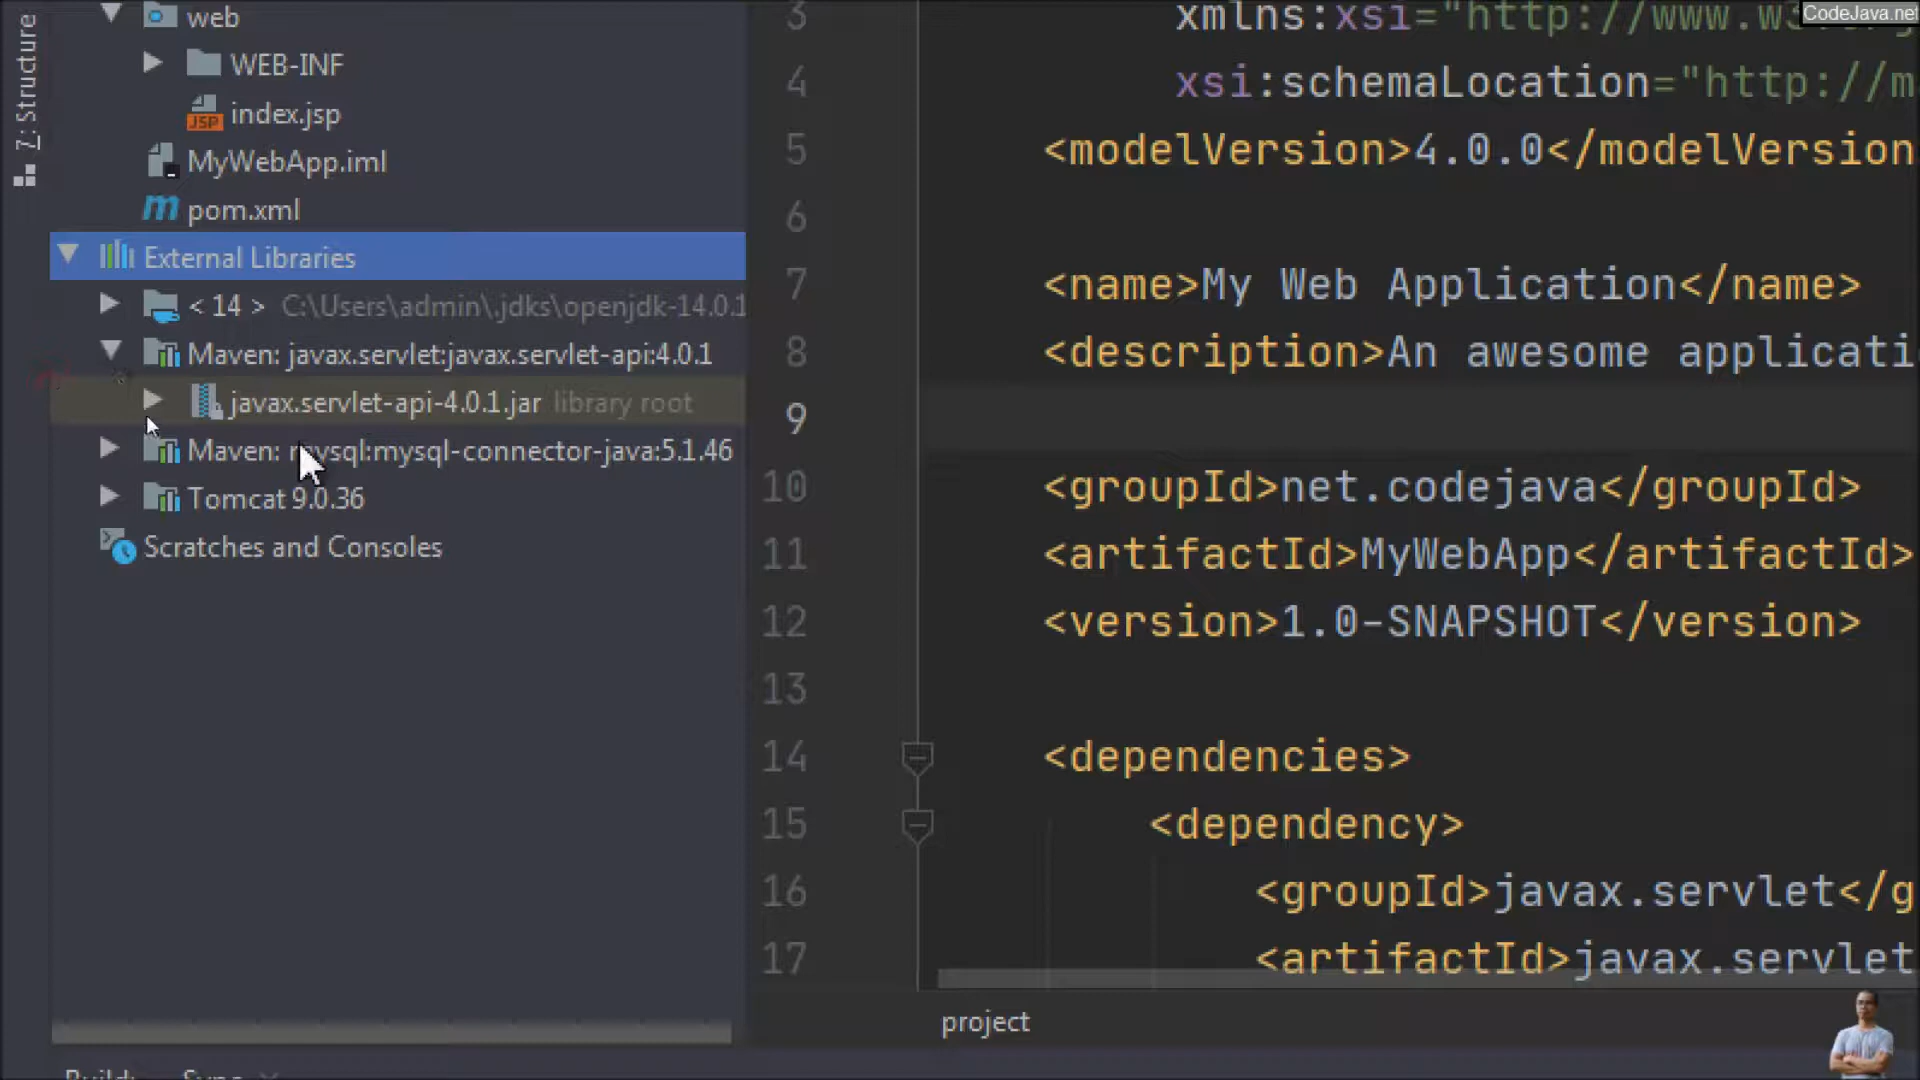 7: Structure
web
WEB-INF
index.jsp
JSP
MyWebApp.iml
pom.xml
External Libraries
< 14 > C:\Users\admin\.jdks\openjdk-14.0.1
Maven: javax.servlet:javax.servlet-api:4.0.1
javax.servlet-api-4.0.1.jar library root
Maven: mysql:mysql-connector-java:5.1.46
Tomcat 9.0.36
Scratches and Consoles
CodeJava.net
3 xmlns:xsi="http://www.w3
4 xsi:schemaLocation="http://m
5 <modelVersion>4.0.0</modelVersion
6
7 <name>My Web Application</name>
8 <description>An awesome applicati
9
10 <groupId>net.codejava</groupId>
11 <artifactId>MyWebApp</artifactId>
12 <version>1.0-SNAPSHOT</version>
13
14 <dependencies>
15 <dependency>
16 <groupId>javax.servlet</g
17 <artifactId>javax.servlet
project